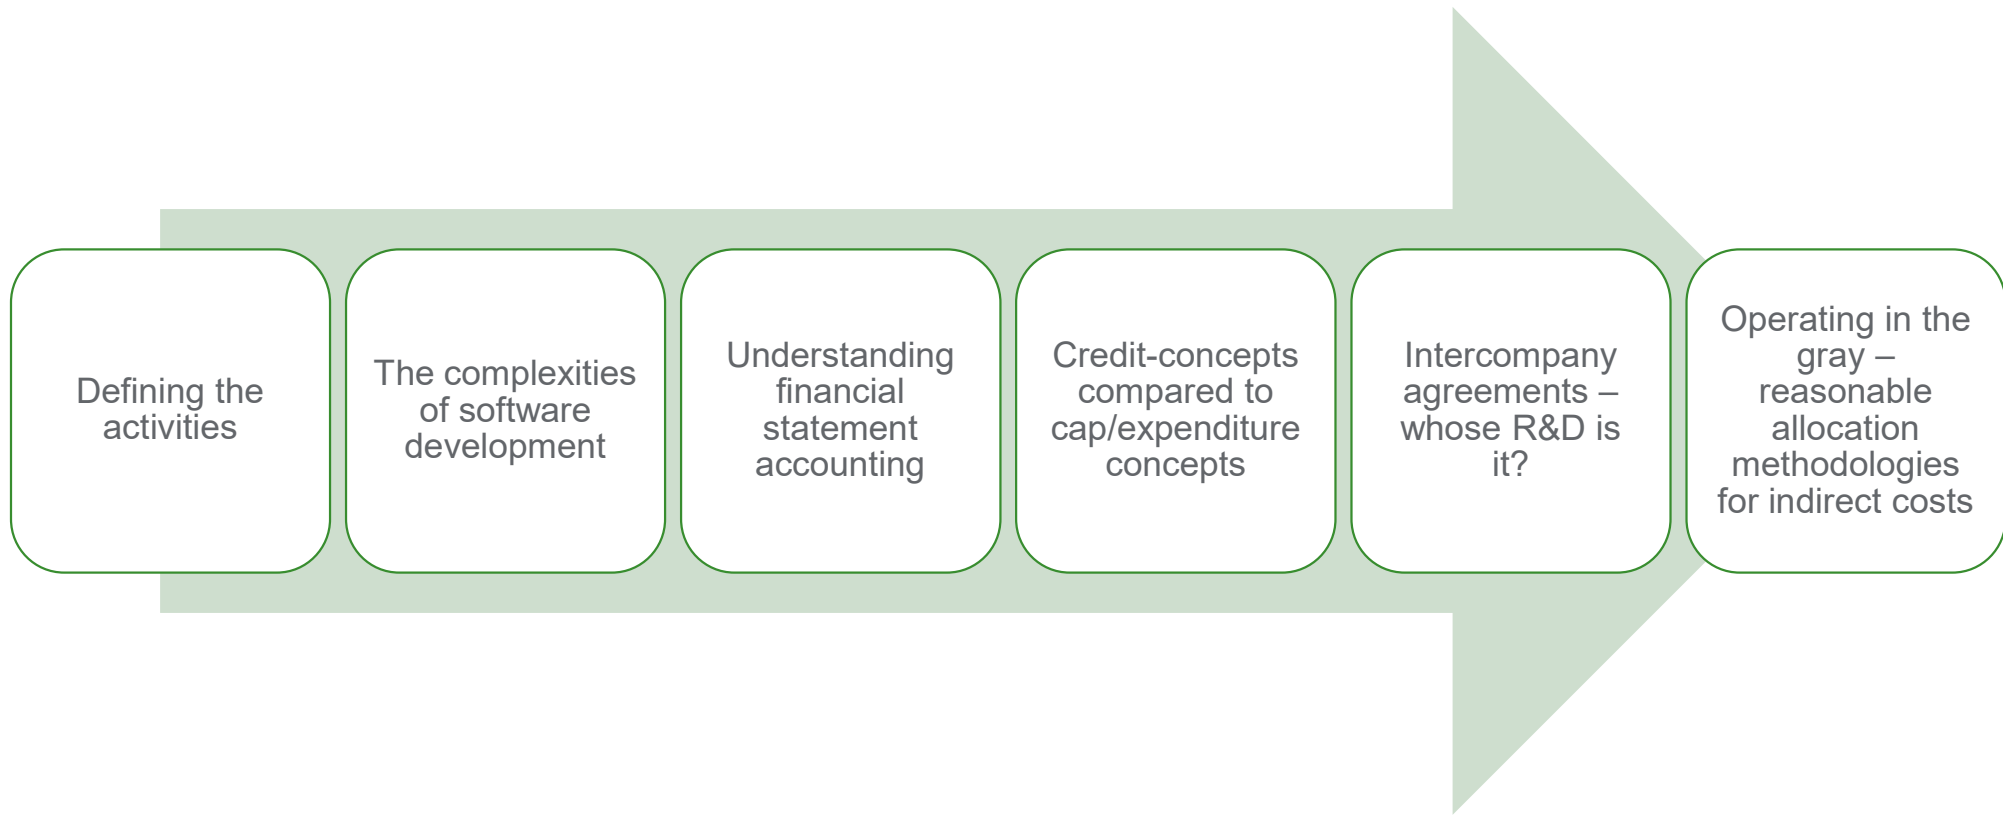 Defining the
activities
The complexities
of software
development
Understanding
financial
statement
accounting
Credit-concepts
compared to
cap/expenditure
concepts
Intercompany
agreements –
whose R&D is
it?
Operating in the
gray –
reasonable
allocation
methodologies
for indirect costs